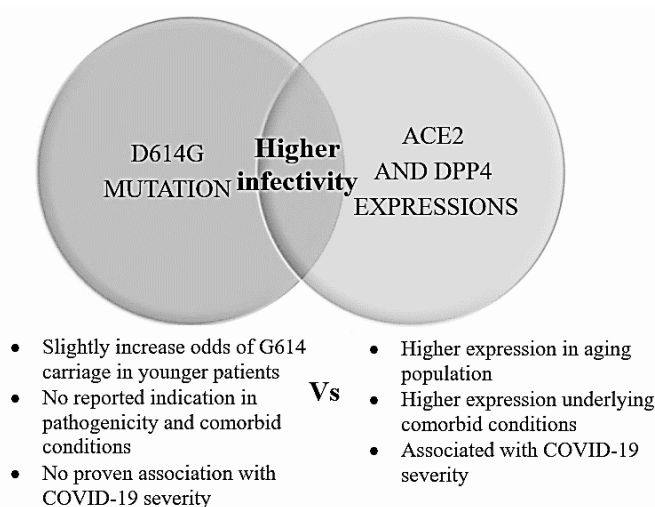 D614G
MUTATION
Higher
infectivity
ACE2
AND DPP4
EXPRESSIONS
• Slightly increase odds of G614
carriage in younger patients
• No reported indication in
pathogenicity and comorbid
conditions
• No proven association with
COVID-19 severity
Vs
• Higher expression in aging
population
• Higher expression underlying
comorbid conditions
• Associated with COVID-19
severity